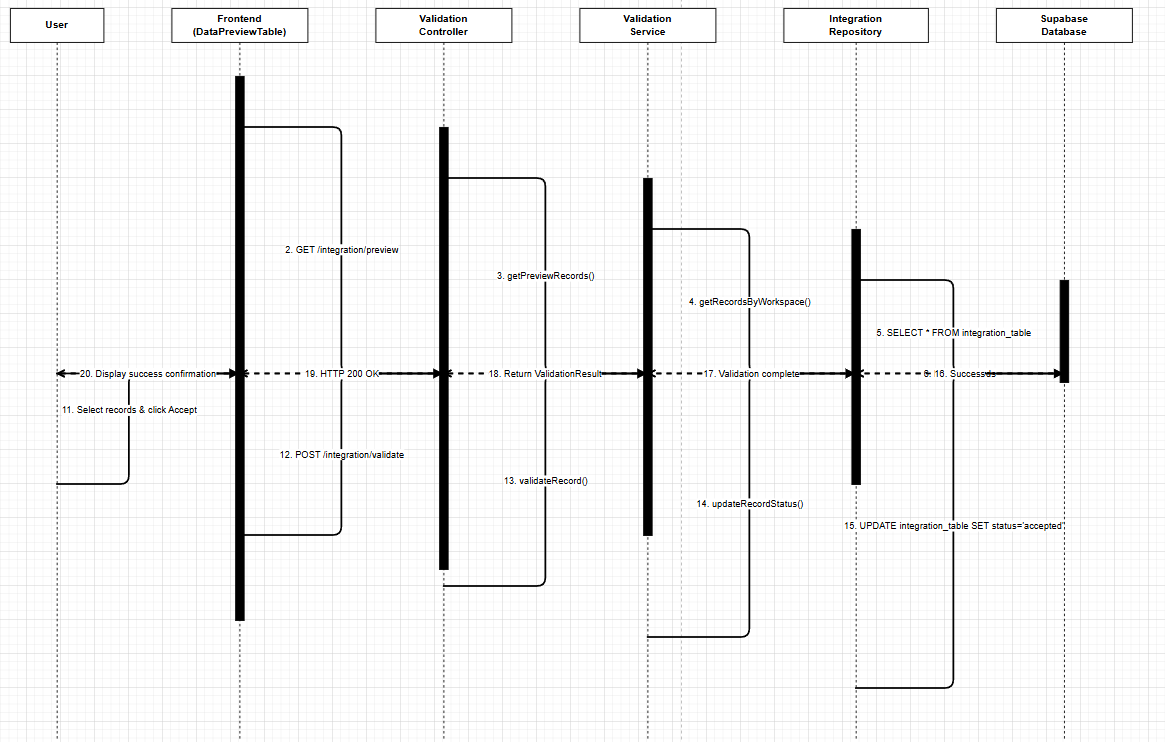 User
Frontend
(DataPreviewTable)
Validation
Controller
Validation
Service
Integration
Repository
Supabase
Database
2. GET /integration/preview
3. getPreviewRecords()
4. getRecordsByWorkspace()
5. SELECT * FROM integration_table
20. Display success confirmation
19. HTTP 200 OK
18. Return ValidationResult
17. Validation complete
16. Success
11. Select records & click Accept
12. POST /integration/validate
13. validateRecord()
14. updateRecordStatus()
15. UPDATE integration_table SET status='accepted'